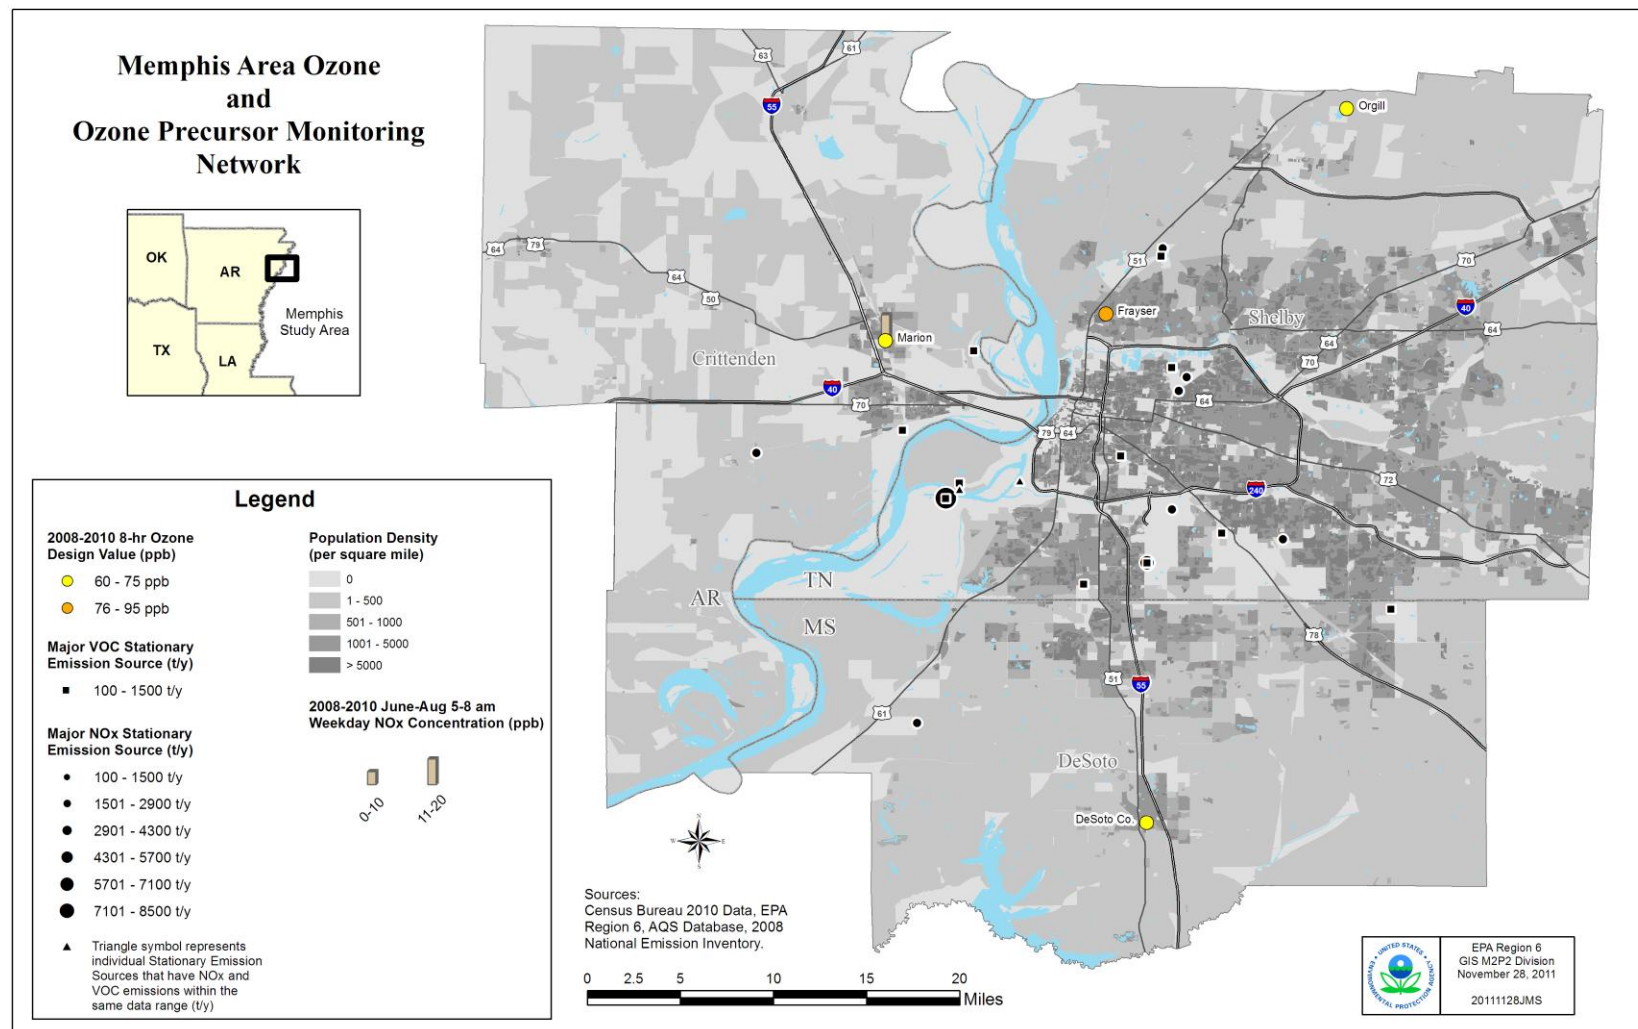 Memphis Area Ozone
and
Ozone Precursor Monitoring
Network
OK
AR
TX
LA
Memphis
Study Area
Legend
2008-2010 8-hr Ozone
Design Value (ppb)
60 - 75 ppb
76 - 95 ppb
Major VOC Stationary
Emission Source (t/y)
100 - 1500 t/y
Major NOx Stationary
Emission Source (t/y)
100 - 1500 t/y
1501 - 2900 t/y
2901 - 4300 t/y
4301 - 5700 t/y
5701 - 7100 t/y
7101 - 8500 t/y
Triangle symbol represents
individual Stationary Emission
Sources that have NOx and
VOC emissions within the
same data range (t/y)
Population Density
(per square mile)
0
1 - 500
501 - 1000
1001 - 5000
> 5000
2008-2010 June-Aug 5-8 am
Weekday NOx Concentration (ppb)
0-10
11-20
63
61
55
Orgill
64
79
51
70
64
50
40
Frayser
Shelby
64
Marion
64
70
Crittenden
40
70
64
79
64
72
240
TN
AR
MS
78
51
55
61
DeSoto
DeSoto Co.
N
E
S
W
Sources:
Census Bureau 2010 Data, EPA
Region 6, AQS Database, 2008
National Emission Inventory.
0
2.5
5
10
15
20
Miles
UNITED STATES
ENVIRONMENTAL PROTECTION AGENCY
EPA Region 6
GIS M2P2 Division
November 28, 2011
20111128JMS